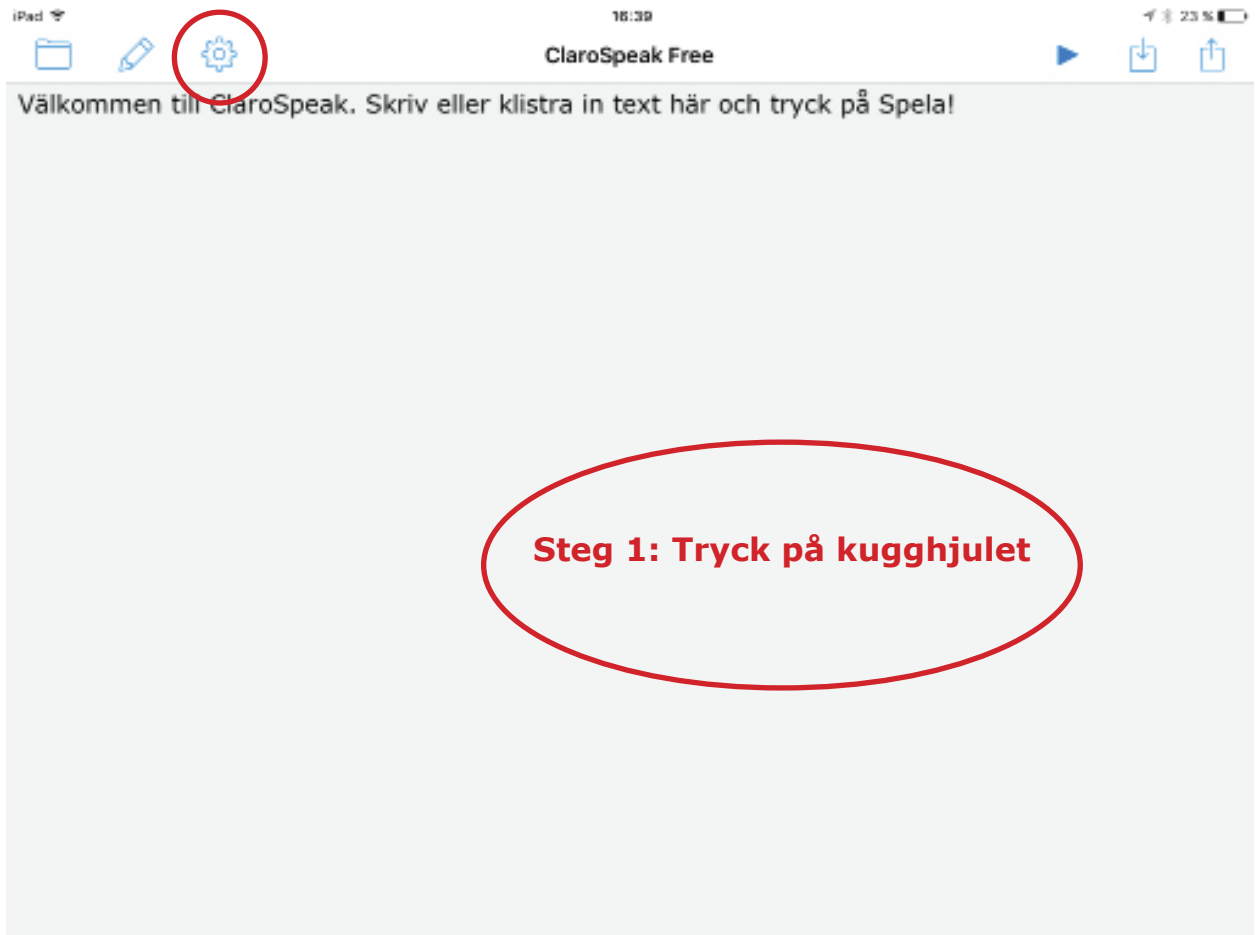 iPad 16:39 23 %
ClaroSpeak Free
Välkommen till ClaroSpeak. Skriv eller klistra in text här och tryck på Spela!
Steg 1: Tryck på kugghjulet